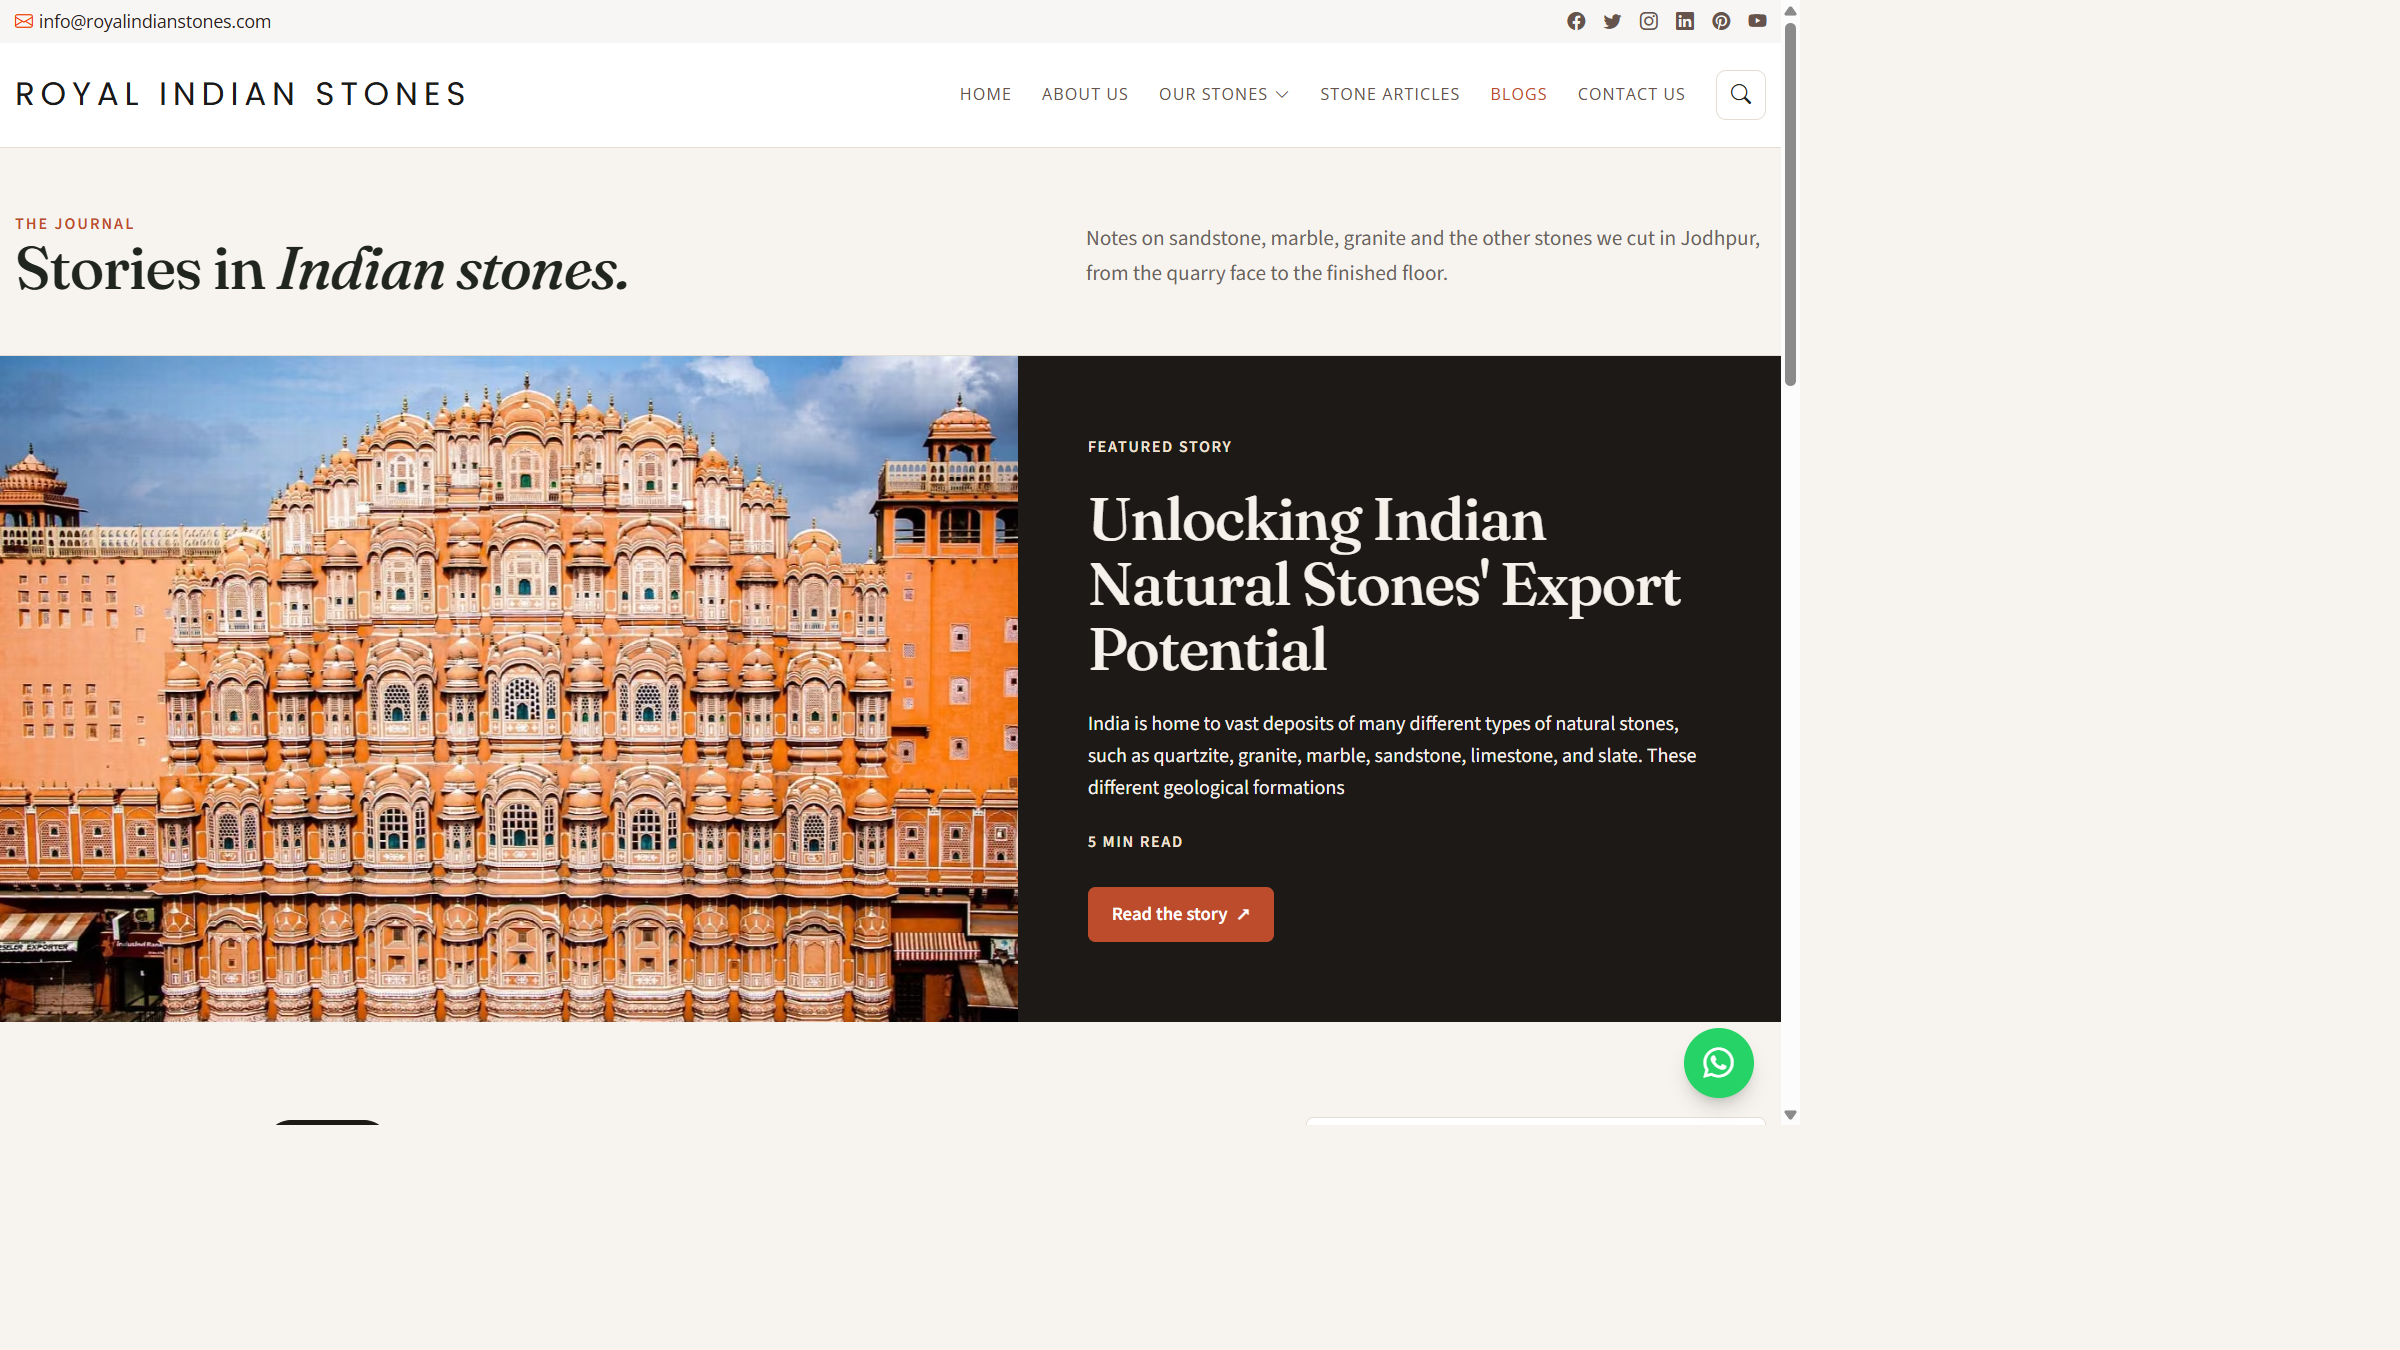 info@royalindianstones.com
ROYAL INDIAN STONES
HOME ABOUT US OUR STONES STONE ARTICLES BLOGS CONTACT US
THE JOURNAL
Stories in Indian stones.
Notes on sandstone, marble, granite and the other stones we cut in Jodhpur,
from the quarry face to the finished floor.
FEATURED STORY
Unlocking Indian
Natural Stones' Export
Potential
India is home to vast deposits of many different types of natural stones,
such as quartzite, granite, marble, sandstone, limestone, and slate. These
different geological formations
5 MIN READ
Read the story ↗
EXPORTER